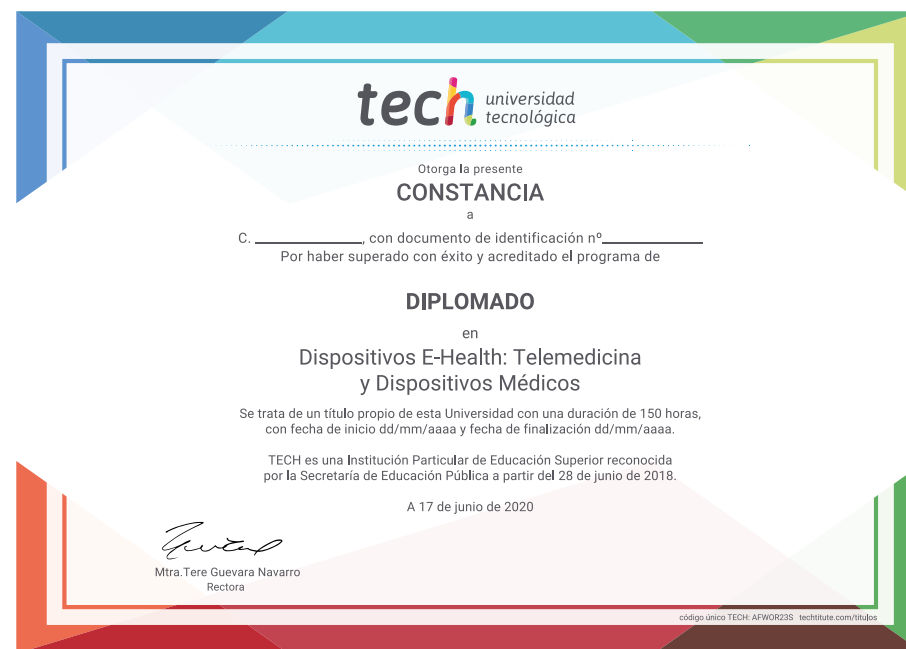 tech universidad
tecnológica
Otorga la presente
CONSTANCIA
a
C. ____________, con documento de identificación nº____________
Por haber superado con éxito y acreditado el programa de
DIPLOMADO
en
Dispositivos E-Health: Telemedicina
y Dispositivos Médicos
Se trata de un título propio de esta Universidad con una duración de 150 horas,
con fecha de inicio dd/mm/aaaa y fecha de finalización dd/mm/aaaa.
TECH es una Institución Particular de Educación Superior reconocida
por la Secretaría de Educación Pública a partir del 28 de junio de 2018.
A 17 de junio de 2020
Mtra.Tere Guevara Navarro
Rectora
código único TECH: AFWOR23S techtitute.com/titulos